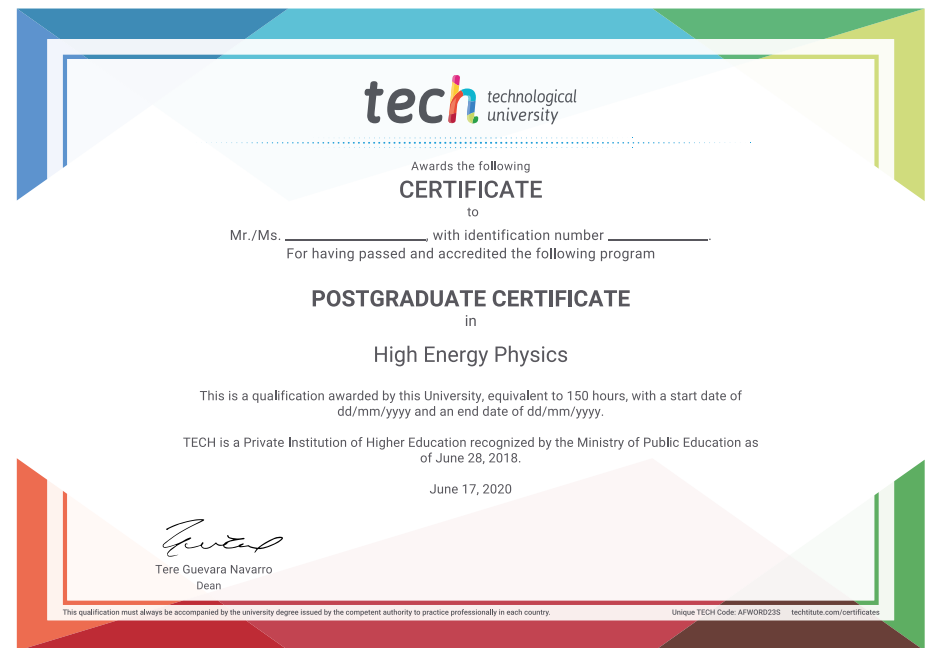 tech technological
university
Awards the following
CERTIFICATE
to
Mr./Ms. ____________, with identification number ____________.
For having passed and accredited the following program
POSTGRADUATE CERTIFICATE
in
High Energy Physics
This is a qualification awarded by this University, equivalent to 150 hours, with a start date of
dd/mm/yyyy and an end date of dd/mm/yyyy.
TECH is a Private Institution of Higher Education recognized by the Ministry of Public Education as
of June 28, 2018.
June 17, 2020
Tere Guevara Navarro
Dean
This qualification must always be accompanied by the university degree issued by the competent authority to practice professionally in each country. Unique TECH Code: AFWORD23S techtitute.com/certificates